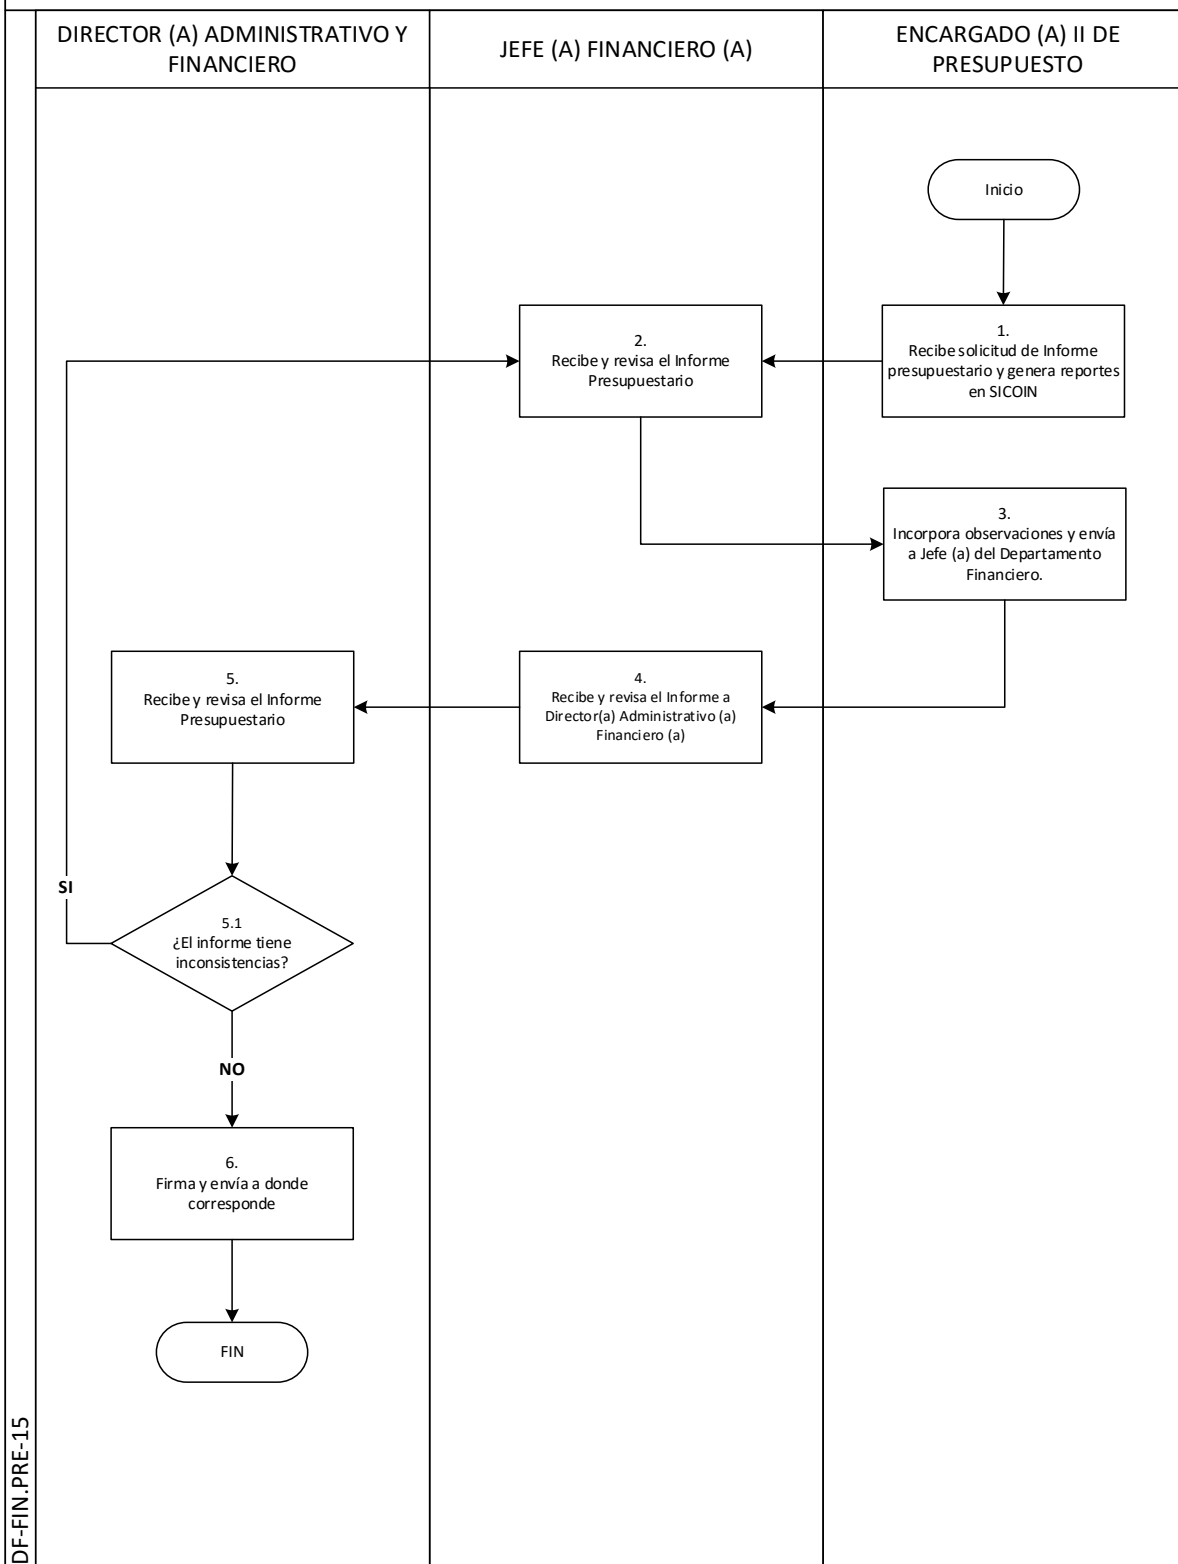 DIRECTOR (A) ADMINISTRATIVO Y
FINANCIERO
JEFE (A) FINANCIERO (A)
ENCARGADO (A) II DE
PRESUPUESTO
Inicio
1.
Recibe solicitud de Informe
presupuestario y genera reportes
en SICOIN
2.
Recibe y revisa el Informe
Presupuestario
3.
Incorpora observaciones y envía
a Jefe (a) del Departamento
Financiero.
4.
Recibe y revisa el Informe a
Director(a) Administrativo (a)
Financiero (a)
5.
Recibe y revisa el Informe
Presupuestario
5.1
¿El informe tiene
inconsistencias?
SI
NO
6.
Firma y envía a donde
corresponde
FIN
DF-FIN.PRE-15